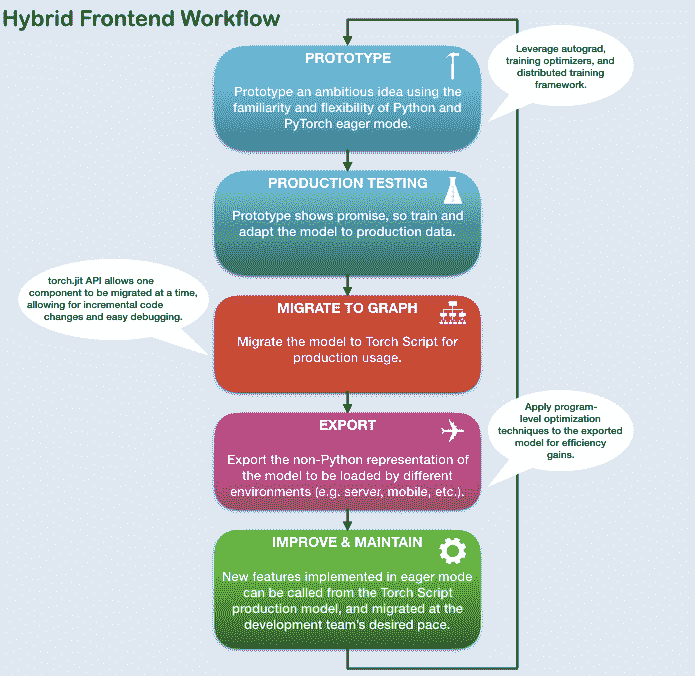 Hybrid Frontend Workflow
PROTOTYPE
Prototype an ambitious idea using the
familiarity and flexibility of Python and
PyTorch eager mode.
Leverage autograd,
training optimizers, and
distributed training
framework.
PRODUCTION TESTING
Prototype shows promise, so train and
adapt the model to production data.
torch.jit API allows one
component to be migrated at a time,
allowing for incremental code
changes and easy debugging.
MIGRATE TO GRAPH
Migrate the model to Torch Script for
production usage.
EXPORT
Export the non-Python representation of
the model to be loaded by different
environments (e.g. server, mobile, etc.).
Apply program-
level optimization
techniques to the exported
model for efficiency
gains.
IMPROVE & MAINTAIN
New features implemented in eager mode
can be called from the Torch Script
production model, and migrated at the
development team's desired pace.